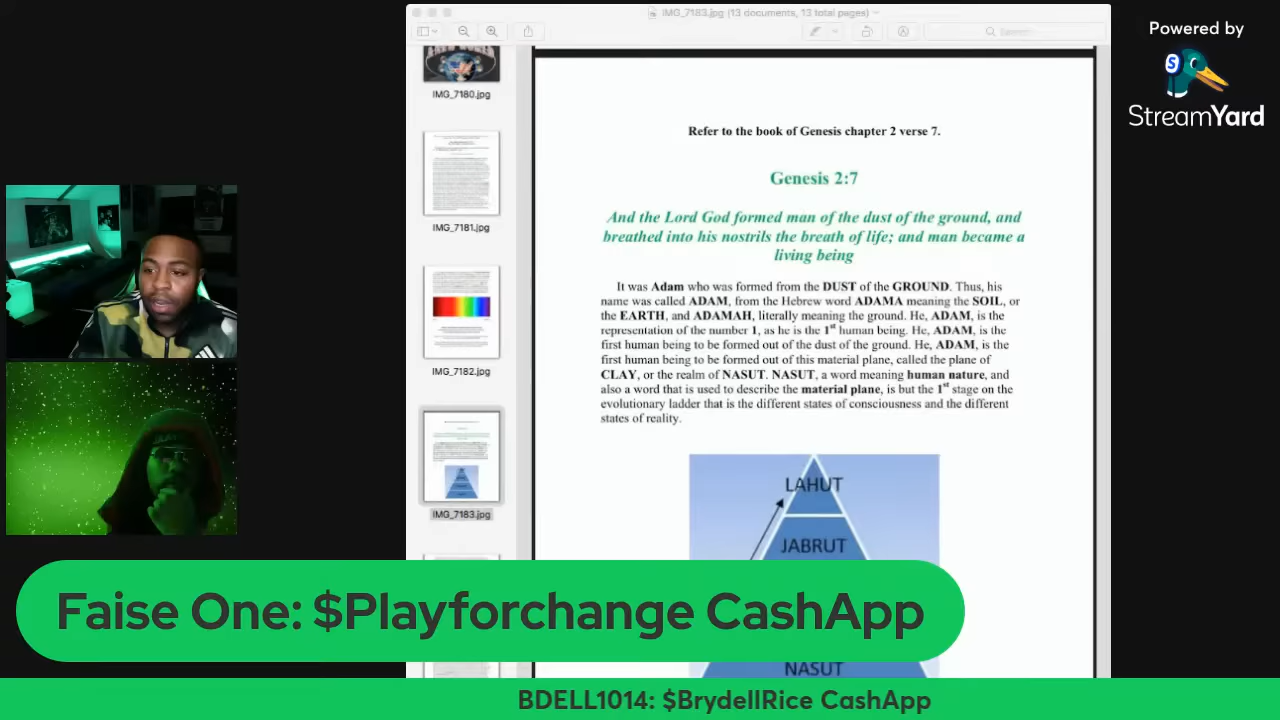 IMG_7183.jpg (13 documents, 13 total pages)
Powered by
StreamYard
IMG_7180.jpg
IMG_7181.jpg
IMG_7182.jpg
IMG_7183.jpg
Search
Refer to the book of Genesis chapter 2 verse 7.
Genesis 2:7
And the Lord God formed man of the dust of the ground, and
breathed into his nostrils the breath of life; and man became a
living being
It was Adam who was formed from the DUST of the GROUND. Thus, his
name was called ADAM, from the Hebrew word ADAMA meaning the SOIL, or
the EARTH, and ADAMAH, literally meaning the ground. He, ADAM, is the
representation of the number 1, as he is the 1st human being. He, ADAM, is the
first human being to be formed out of the dust of the ground. He, ADAM, is the
first human being to be formed out of this material plane, called the plane of
CLAY, or the realm of NASUT. NASUT, a word meaning human nature, and
also a word that is used to describe the material plane, is but the 1st stage on the
evolutionary ladder that is the different states of consciousness and the different
states of reality.
LAHUT
JABRUT
NASUT
Faise One: $Playforchange CashApp
BDELL1014: $BrydellRice CashApp